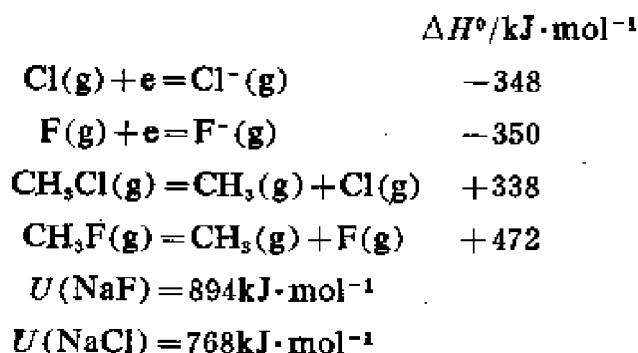 ΔH°/kJ·mol⁻¹
Cl(g)+e=Cl⁻(g) −348
F(g)+e=F⁻(g) −350
CH₃Cl(g)=CH₃(g)+Cl(g) +338
CH₃F(g)=CH₃(g)+F(g) +472
U(NaF)=894kJ·mol⁻¹
U(NaCl)=768kJ·mol⁻¹